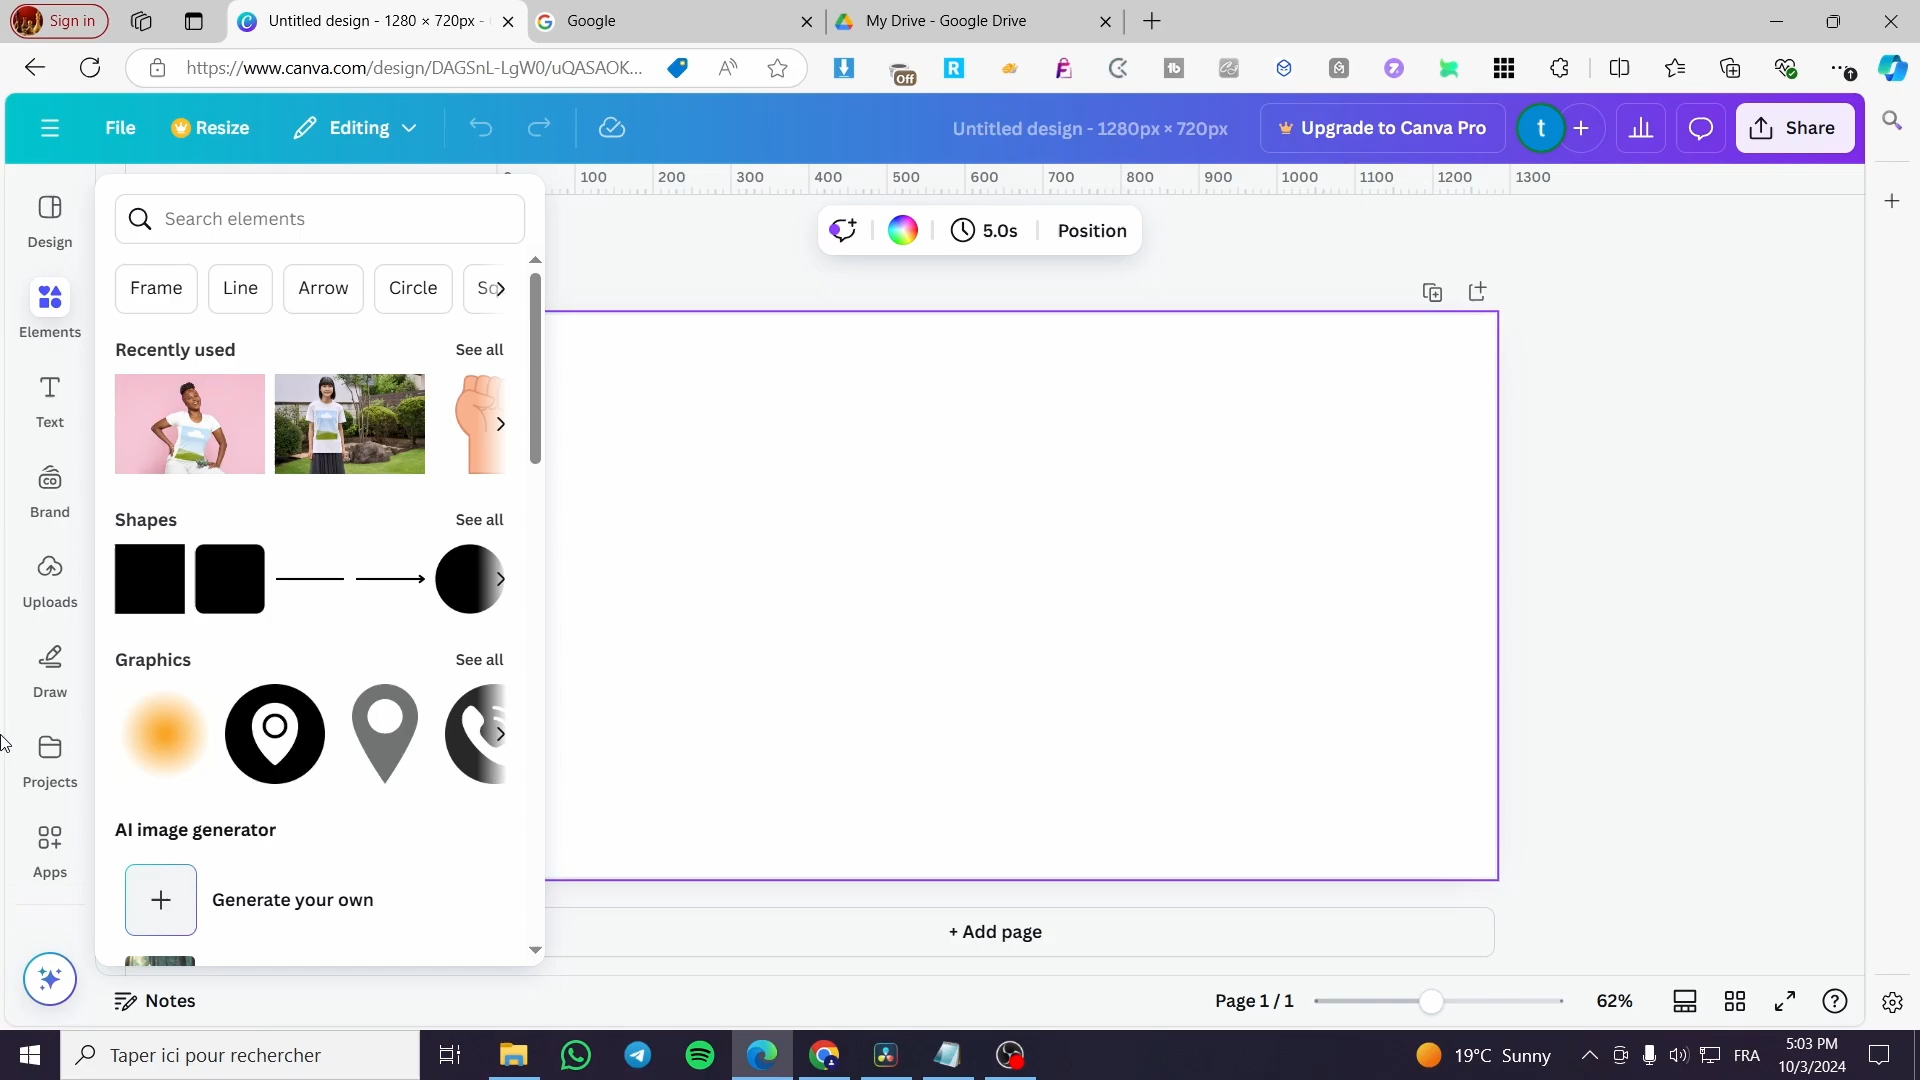 Sign in
Untitled design - 1280 × 720px -
Google
My Drive - Google Drive
https://www.canva.com/design/DAGSnL-LgW0/uQASAOK...
Off
File
Resize
Editing
Untitled design - 1280px × 720px
Upgrade to Canva Pro
t
Share
100 200 300 400 500 600 700 800 900 1000 1100 1200 1300
Design
Elements
Text
Brand
Uploads
Draw
Projects
Apps
Search elements
Frame
Line
Arrow
Circle
Recently used
See all
Shapes
See all
Graphics
See all
AI image generator
Generate your own
5.0s
Position
+ Add page
Notes
Page 1 / 1
62%
Taper ici pour rechercher
19°C Sunny
FRA
5:03 PM
10/3/2024